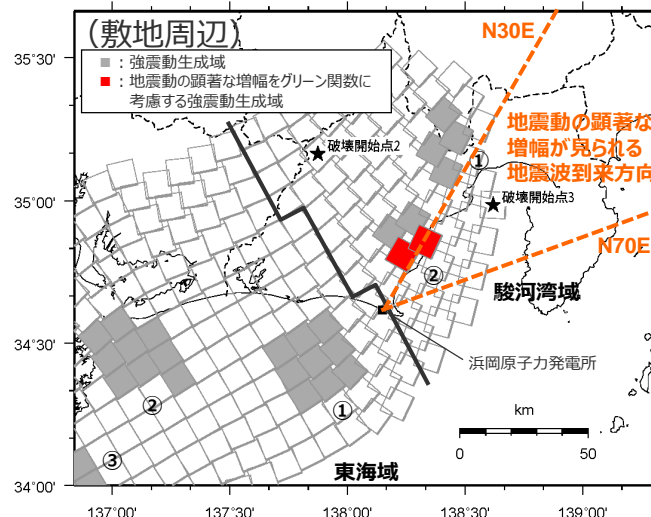 （敷地周辺）
：強震動生成域
：地震動の顕著な増幅をグリーン関数に
考慮する強震動生成域
N30E
地震動の顕著な
増幅が見られる
地震波到来方向
N70E
破壊開始点2
破壊開始点3
①
②
駿河湾域
浜岡原子力発電所
②
①
③
東海域
km
0
50
35°30'
35°00'
34°30'
34°00'
137°00'
137°30'
138°00'
138°30'
139°00'